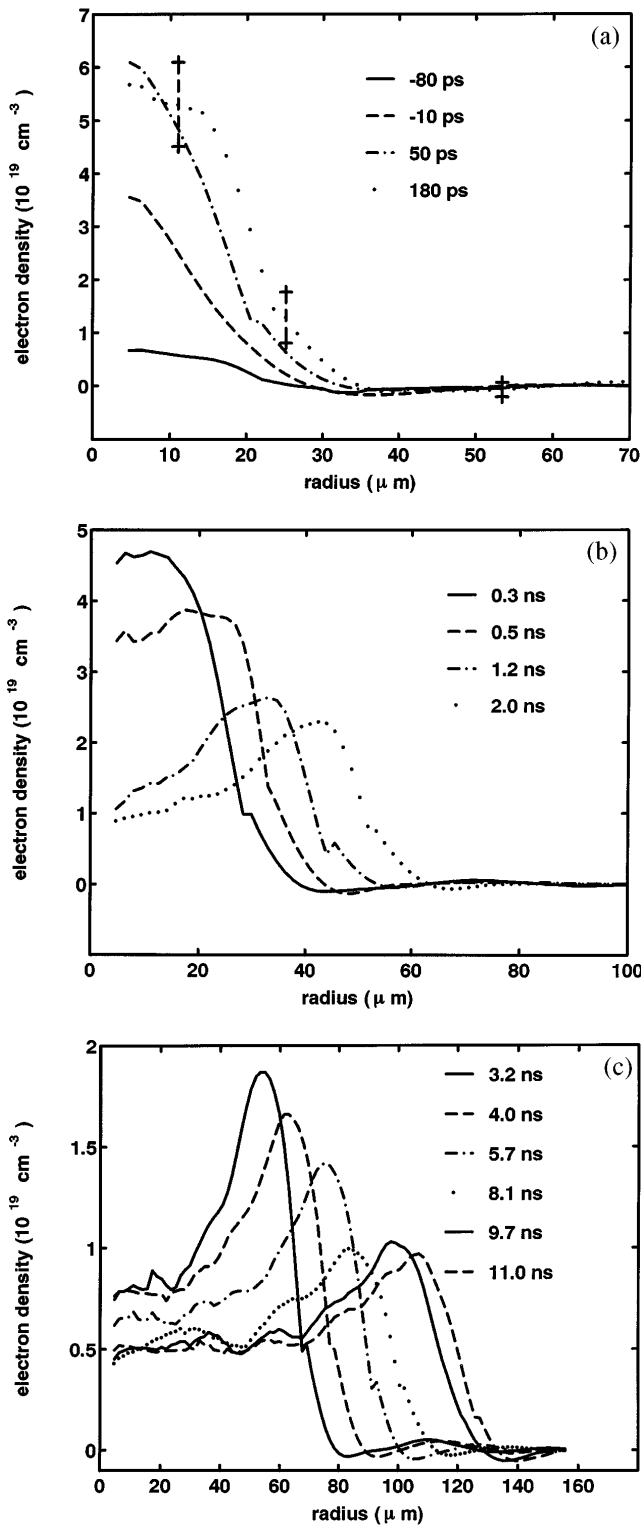 (a)
6
5
4
3
2
1
0
-80 ps
-10 ps
50 ps
180 ps
electron density (10 19 cm -3)
0 10 20 30 40 50 60 70
radius (μ m)
(b)
5
4
3
2
1
0
0.3 ns
0.5 ns
1.2 ns
2.0 ns
electron density (10 19 cm -3)
0 20 40 60 80 100
radius (μ m)
(c)
2
1.5
1
0.5
0
3.2 ns
4.0 ns
5.7 ns
8.1 ns
9.7 ns
11.0 ns
electron density (10 19 cm -3)
0 20 40 60 80 100 120 140 160
radius (μ m)